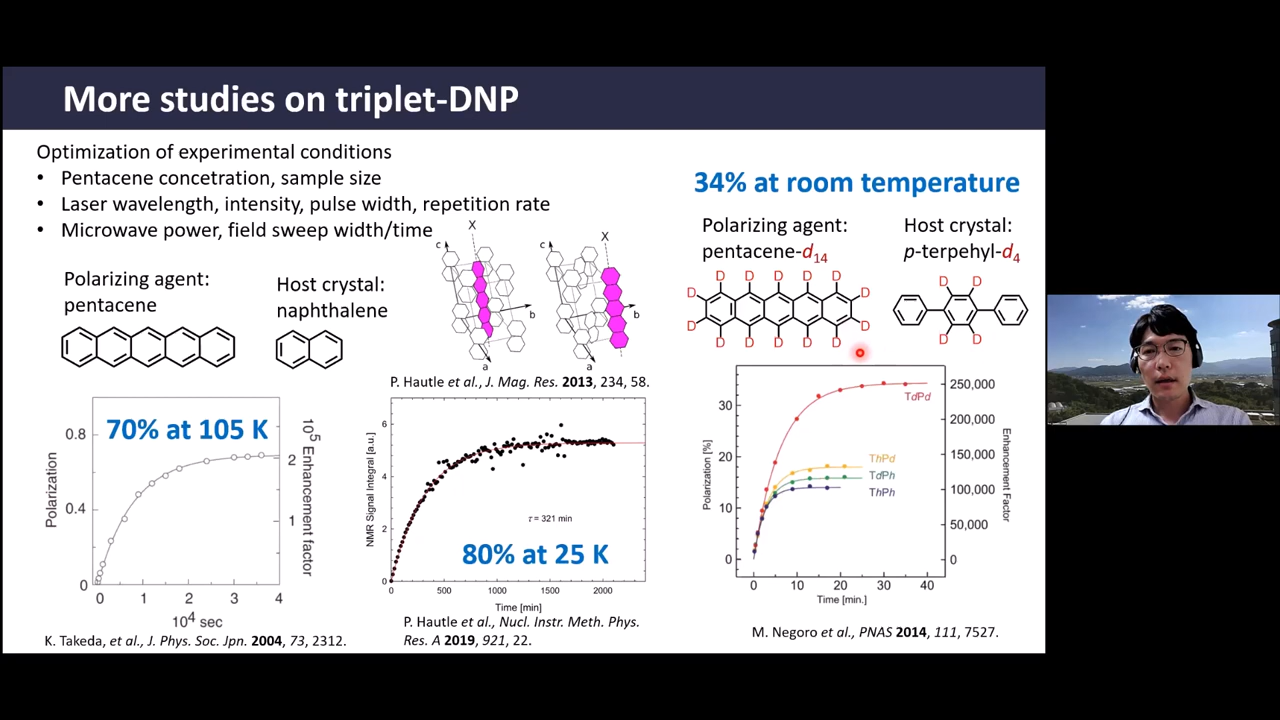 More studies on triplet-DNP
Optimization of experimental conditions
• Pentacene concetration, sample size
• Laser wavelength, intensity, pulse width, repetition rate
• Microwave power, field sweep width/time
Polarizing agent:
pentacene
Host crystal:
naphthalene
X
c
b
a
X
c
b
a
P. Hautle et al., J. Mag. Res. 2013, 234, 58.
70% at 105 K
Polarization
0.8
0.4
0
10^5 Enhancement factor
2
1
0 1 2 3 4
10^4 sec
K. Takeda, et al., J. Phys. Soc. Jpn. 2004, 73, 2312.
NMR Signal Integral [a.u.]
6
4
2
0
τ = 321 min
80% at 25 K
500 1000 1500 2000
Time [min]
P. Hautle et al., Nucl. Instr. Meth. Phys.
Res. A 2019, 921, 22.
34% at room temperature
Polarizing agent:
pentacene-d14
Host crystal:
p-terpehyl-d4
D D D D D
D D
D D
D D D D D
D D
D D
Polarization [%]
30
20
10
0
TdPd
ThPd
TdPh
ThPh
250,000
200,000
150,000
100,000
50,000
0
Enhancement Factor
0 10 20 30 40
Time [min.]
M. Negoro et al., PNAS 2014, 111, 7527.